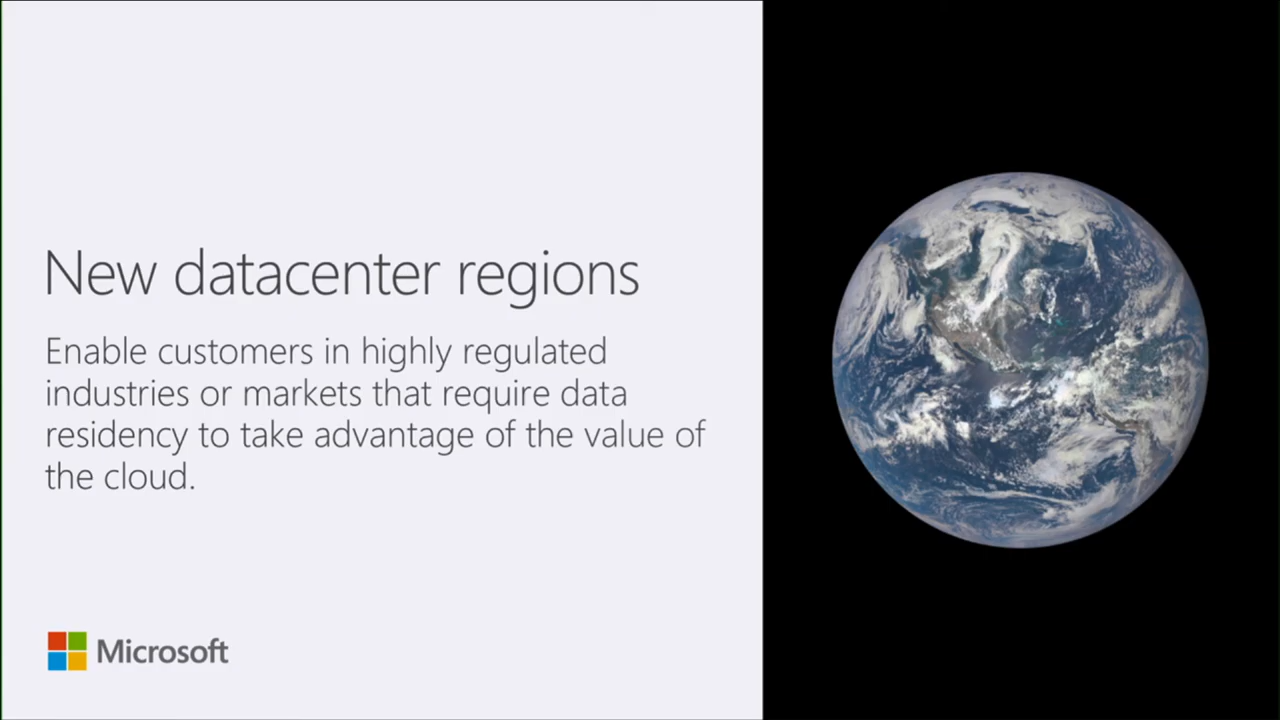 New datacenter regions
Enable customers in highly regulated
industries or markets that require data
residency to take advantage of the value of
the cloud.
Microsoft